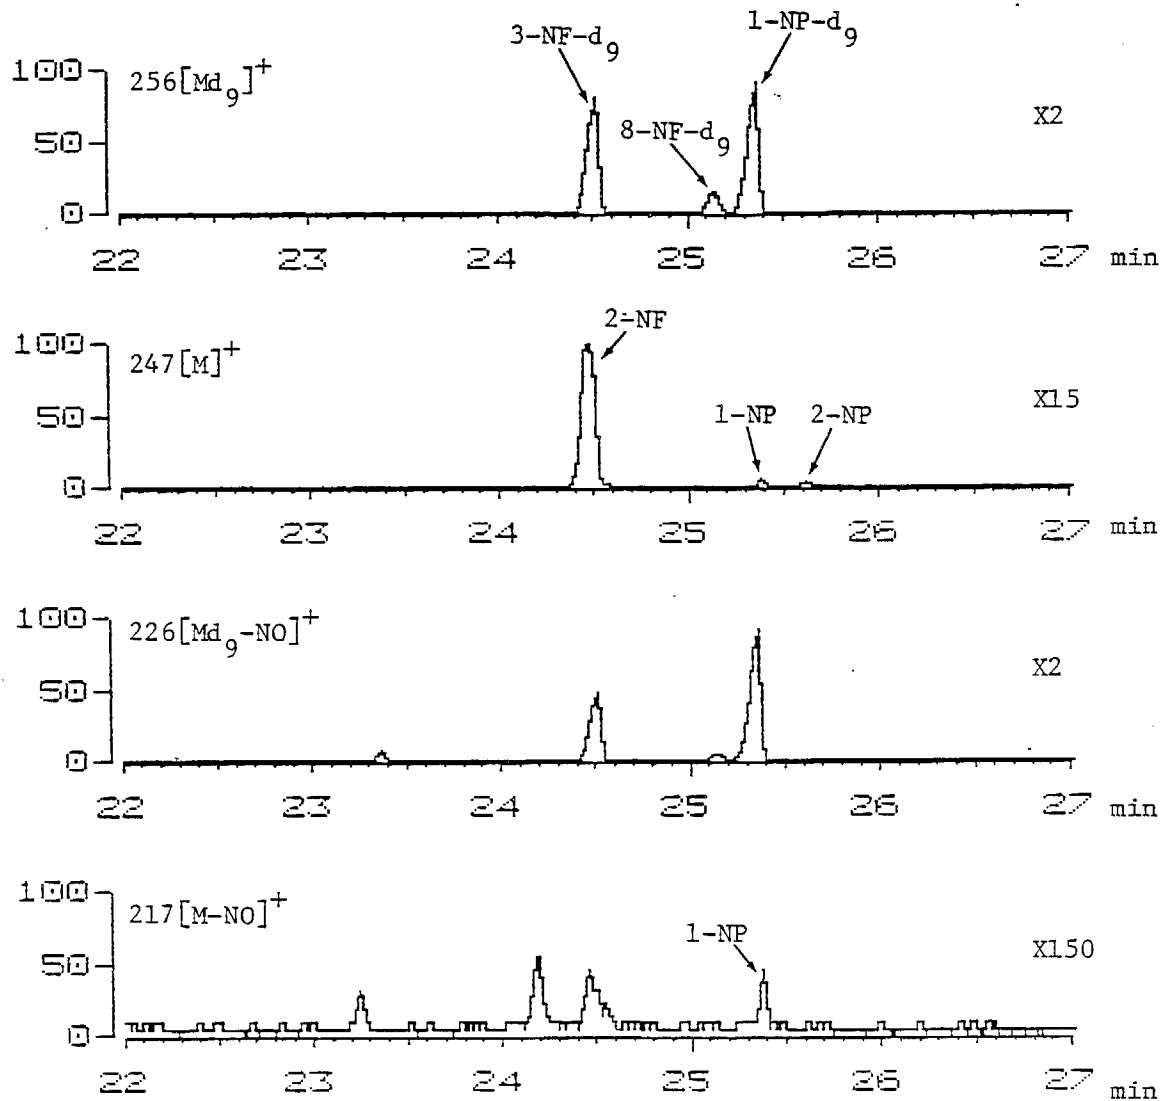 3-NF-d9
1-NP-d9
100
256[Md9]+
8-NF-d9
X2
50
0
22 23 24 25 26 27 min
2-NF
100
247[M]+
1-NP 2-NP
X15
50
0
22 23 24 25 26 27 min
100
226[Md9-NO]+
X2
50
0
22 23 24 25 26 27 min
100
217[M-NO]+
1-NP
X150
50
0
22 23 24 25 26 27 min